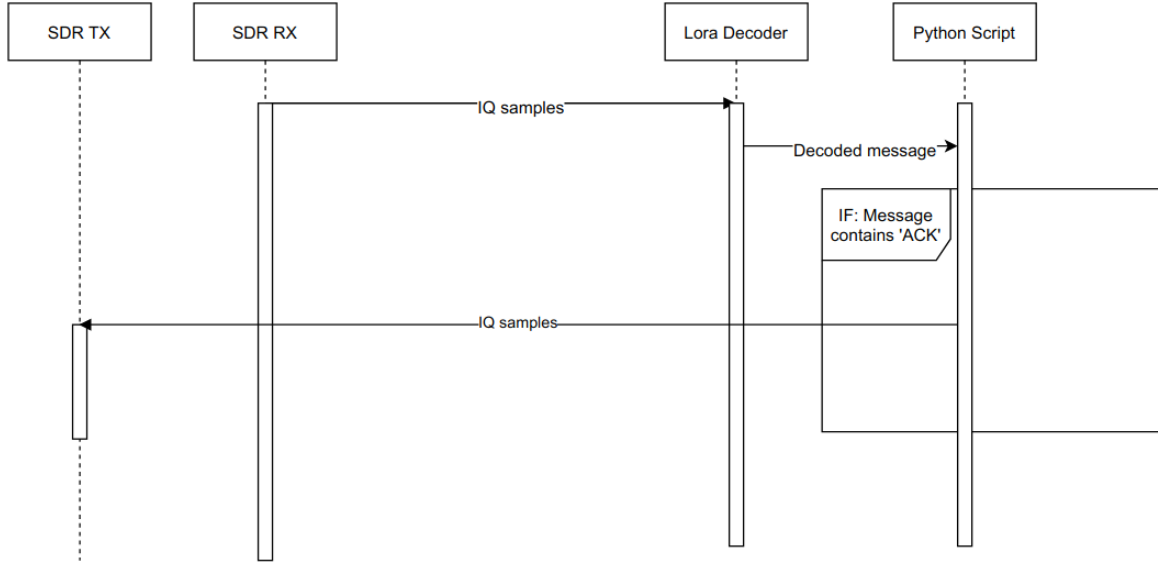 SDR TX
SDR RX
Lora Decoder
Python Script
IQ samples
Decoded message
IF: Message
contains 'ACK'
IQ samples